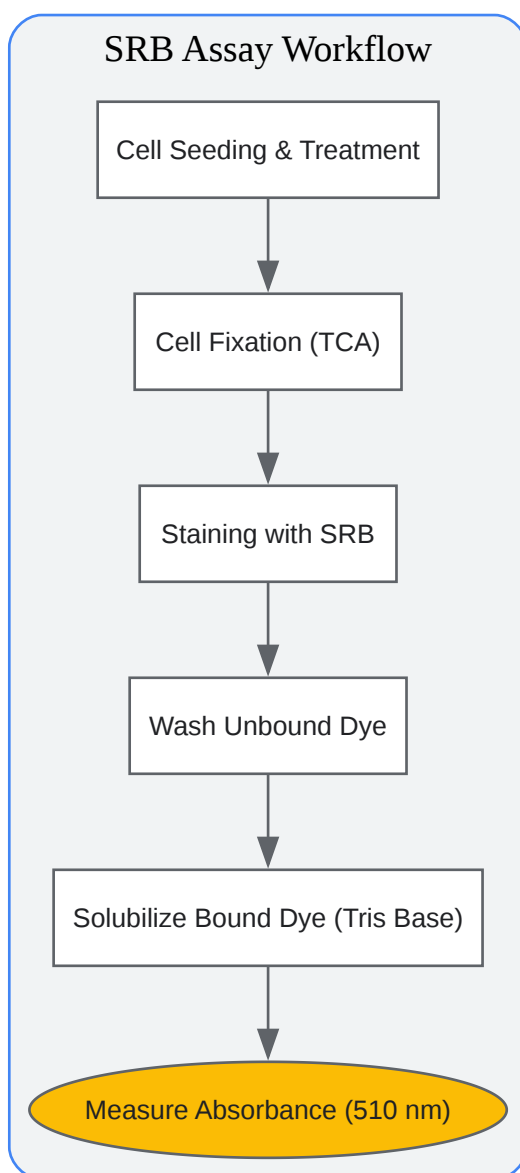 SRB Assay Workflow
Cell Seeding & Treatment
Cell Fixation (TCA)
Staining with SRB
Wash Unbound Dye
Solubilize Bound Dye (Tris Base)
Measure Absorbance (510 nm)